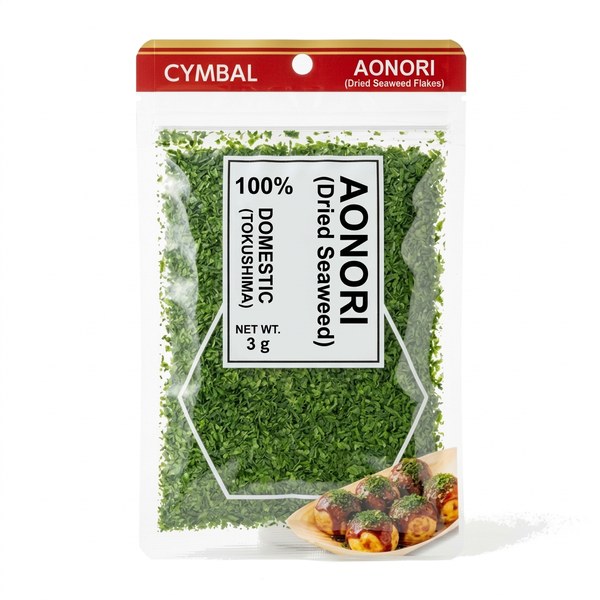 CYMBAL
AONORI
(Dried Seaweed Flakes)
AONORI
(Dried Seaweed)
100%
DOMESTIC
(TOKUSHIMA)
NET WT.
3 g